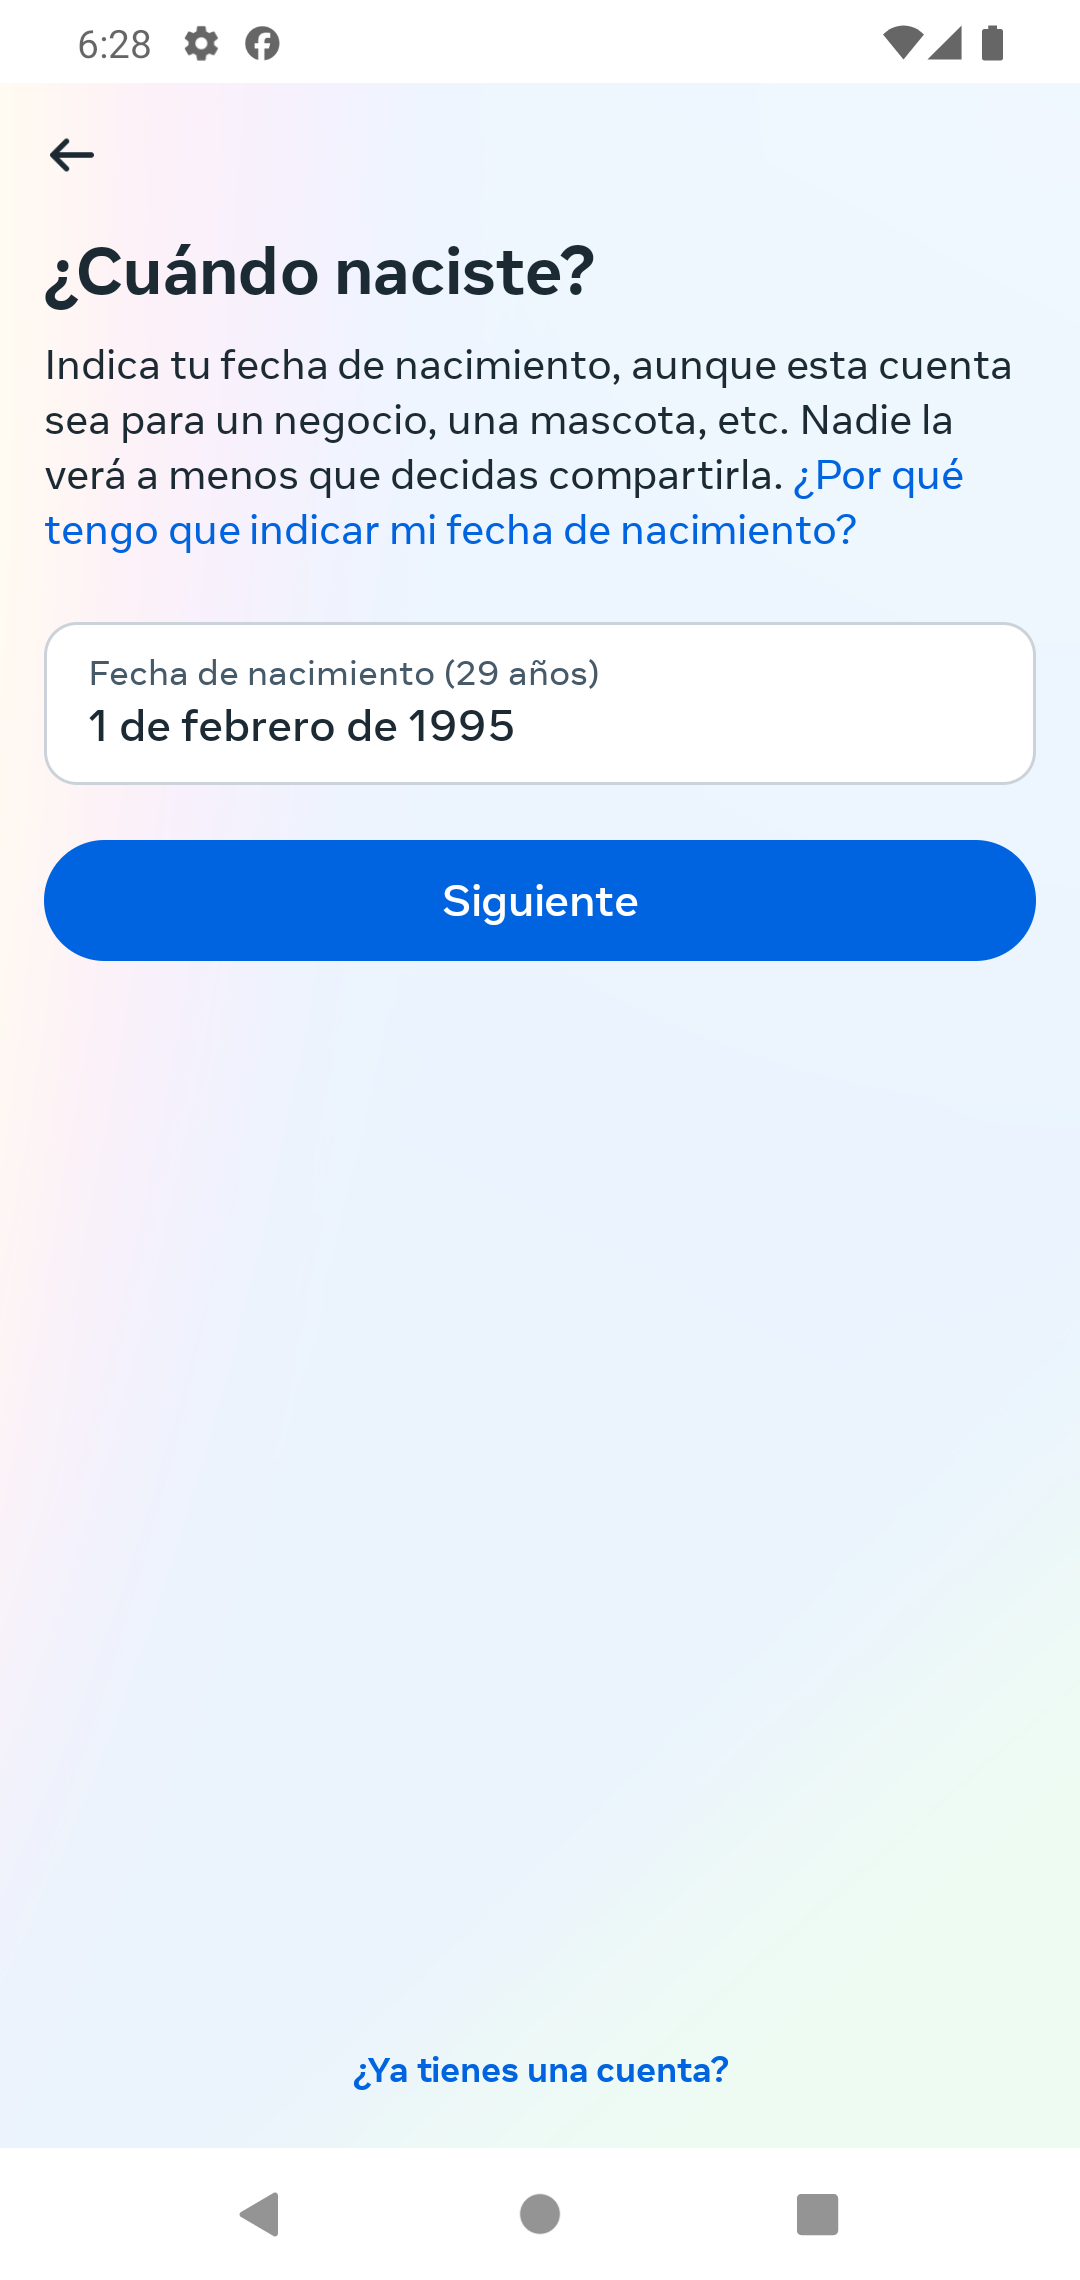 6:28
¿Cuándo naciste?
Indica tu fecha de nacimiento, aunque esta cuenta
sea para un negocio, una mascota, etc. Nadie la
verá a menos que decidas compartirla. ¿Por qué
tengo que indicar mi fecha de nacimiento?
Fecha de nacimiento (29 años)
1 de febrero de 1995
Siguiente
¿Ya tienes una cuenta?